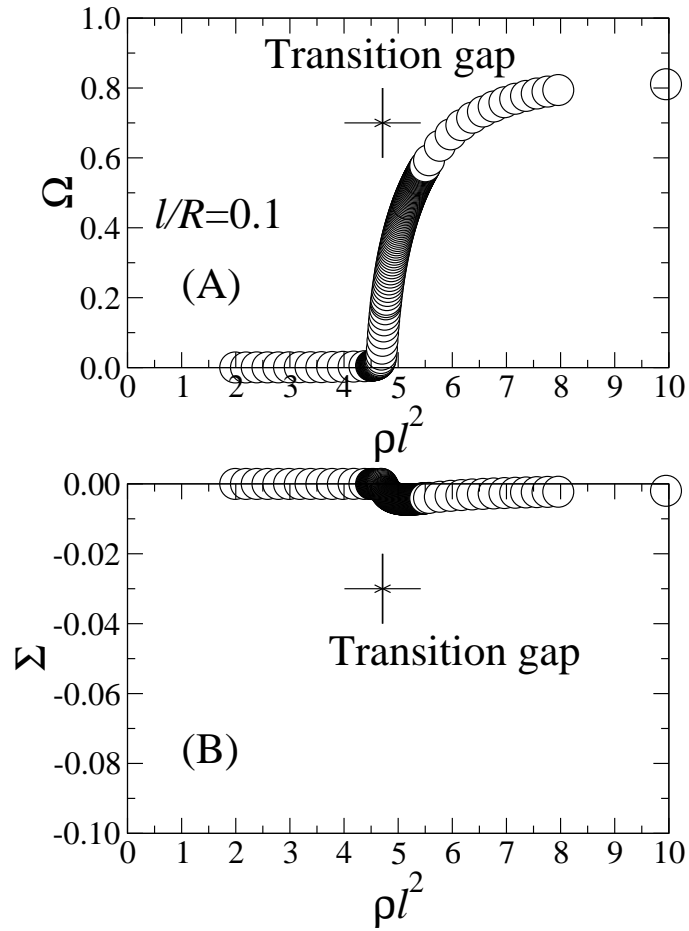 1.0
Transition gap
0.8
0.6
Ω
l/R=0.1
0.4
(A)
0.2
0.0
0 1 2 3 4 5 6 7 8 9 10
ρl²
0.00
-0.02
-0.04
Transition gap
Σ
-0.06
(B)
-0.08
-0.10
0 1 2 3 4 5 6 7 8 9 10
ρl²